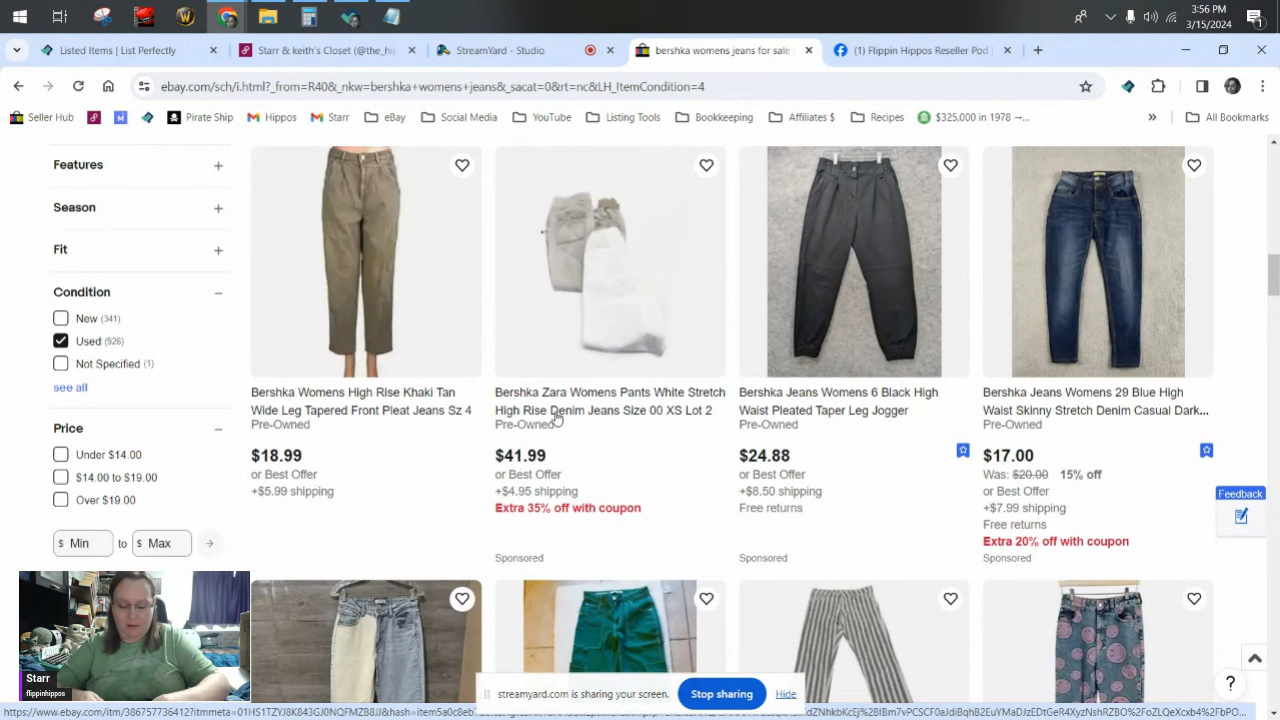 3:56 PM
3/15/2024
Listed Items | List Perfectly
Starr & keith's Closet (@the_hip
StreamYard - Studio
bershka womens jeans for sale
(1) Flippin Hippos Reseller Pod
ebay.com/sch/i.html?_from=R40&_nkw=bershka+womens+jeans&_sacat=0&rt=nc&LH_ItemCondition=4
Seller Hub
Pirate Ship
Hippos
Starr
eBay
Social Media
YouTube
Listing Tools
Bookkeeping
Affiliates $
Recipes
$325,000 in 1978 →...
»
All Bookmarks
Features
Season
Fit
Condition
New (341)
Used (926)
Not Specified (1)
see all
Price
Under $14.00
$14.00 to $19.00
Over $19.00
$ Min to $ Max
Bershka Womens High Rise Khaki Tan
Wide Leg Tapered Front Pleat Jeans Sz 4
Pre-Owned
$18.99
or Best Offer
+$5.99 shipping
Bershka Zara Womens Pants White Stretch
High Rise Denim Jeans Size 00 XS Lot 2
Pre-Owned
$41.99
or Best Offer
+$4.95 shipping
Extra 35% off with coupon
Sponsored
Bershka Jeans Womens 6 Black High
Waist Pleated Taper Leg Jogger
Pre-Owned
$24.88
or Best Offer
+$8.50 shipping
Free returns
Sponsored
Bershka Jeans Womens 29 Blue High
Waist Skinny Stretch Denim Casual Dark...
Pre-Owned
$17.00
Was: $20.00 15% off
or Best Offer
+$7.99 shipping
Free returns
Extra 20% off with coupon
Sponsored
Feedback
Starr
flippinhippos
streamyard.com is sharing your screen.
Stop sharing
Hide
?